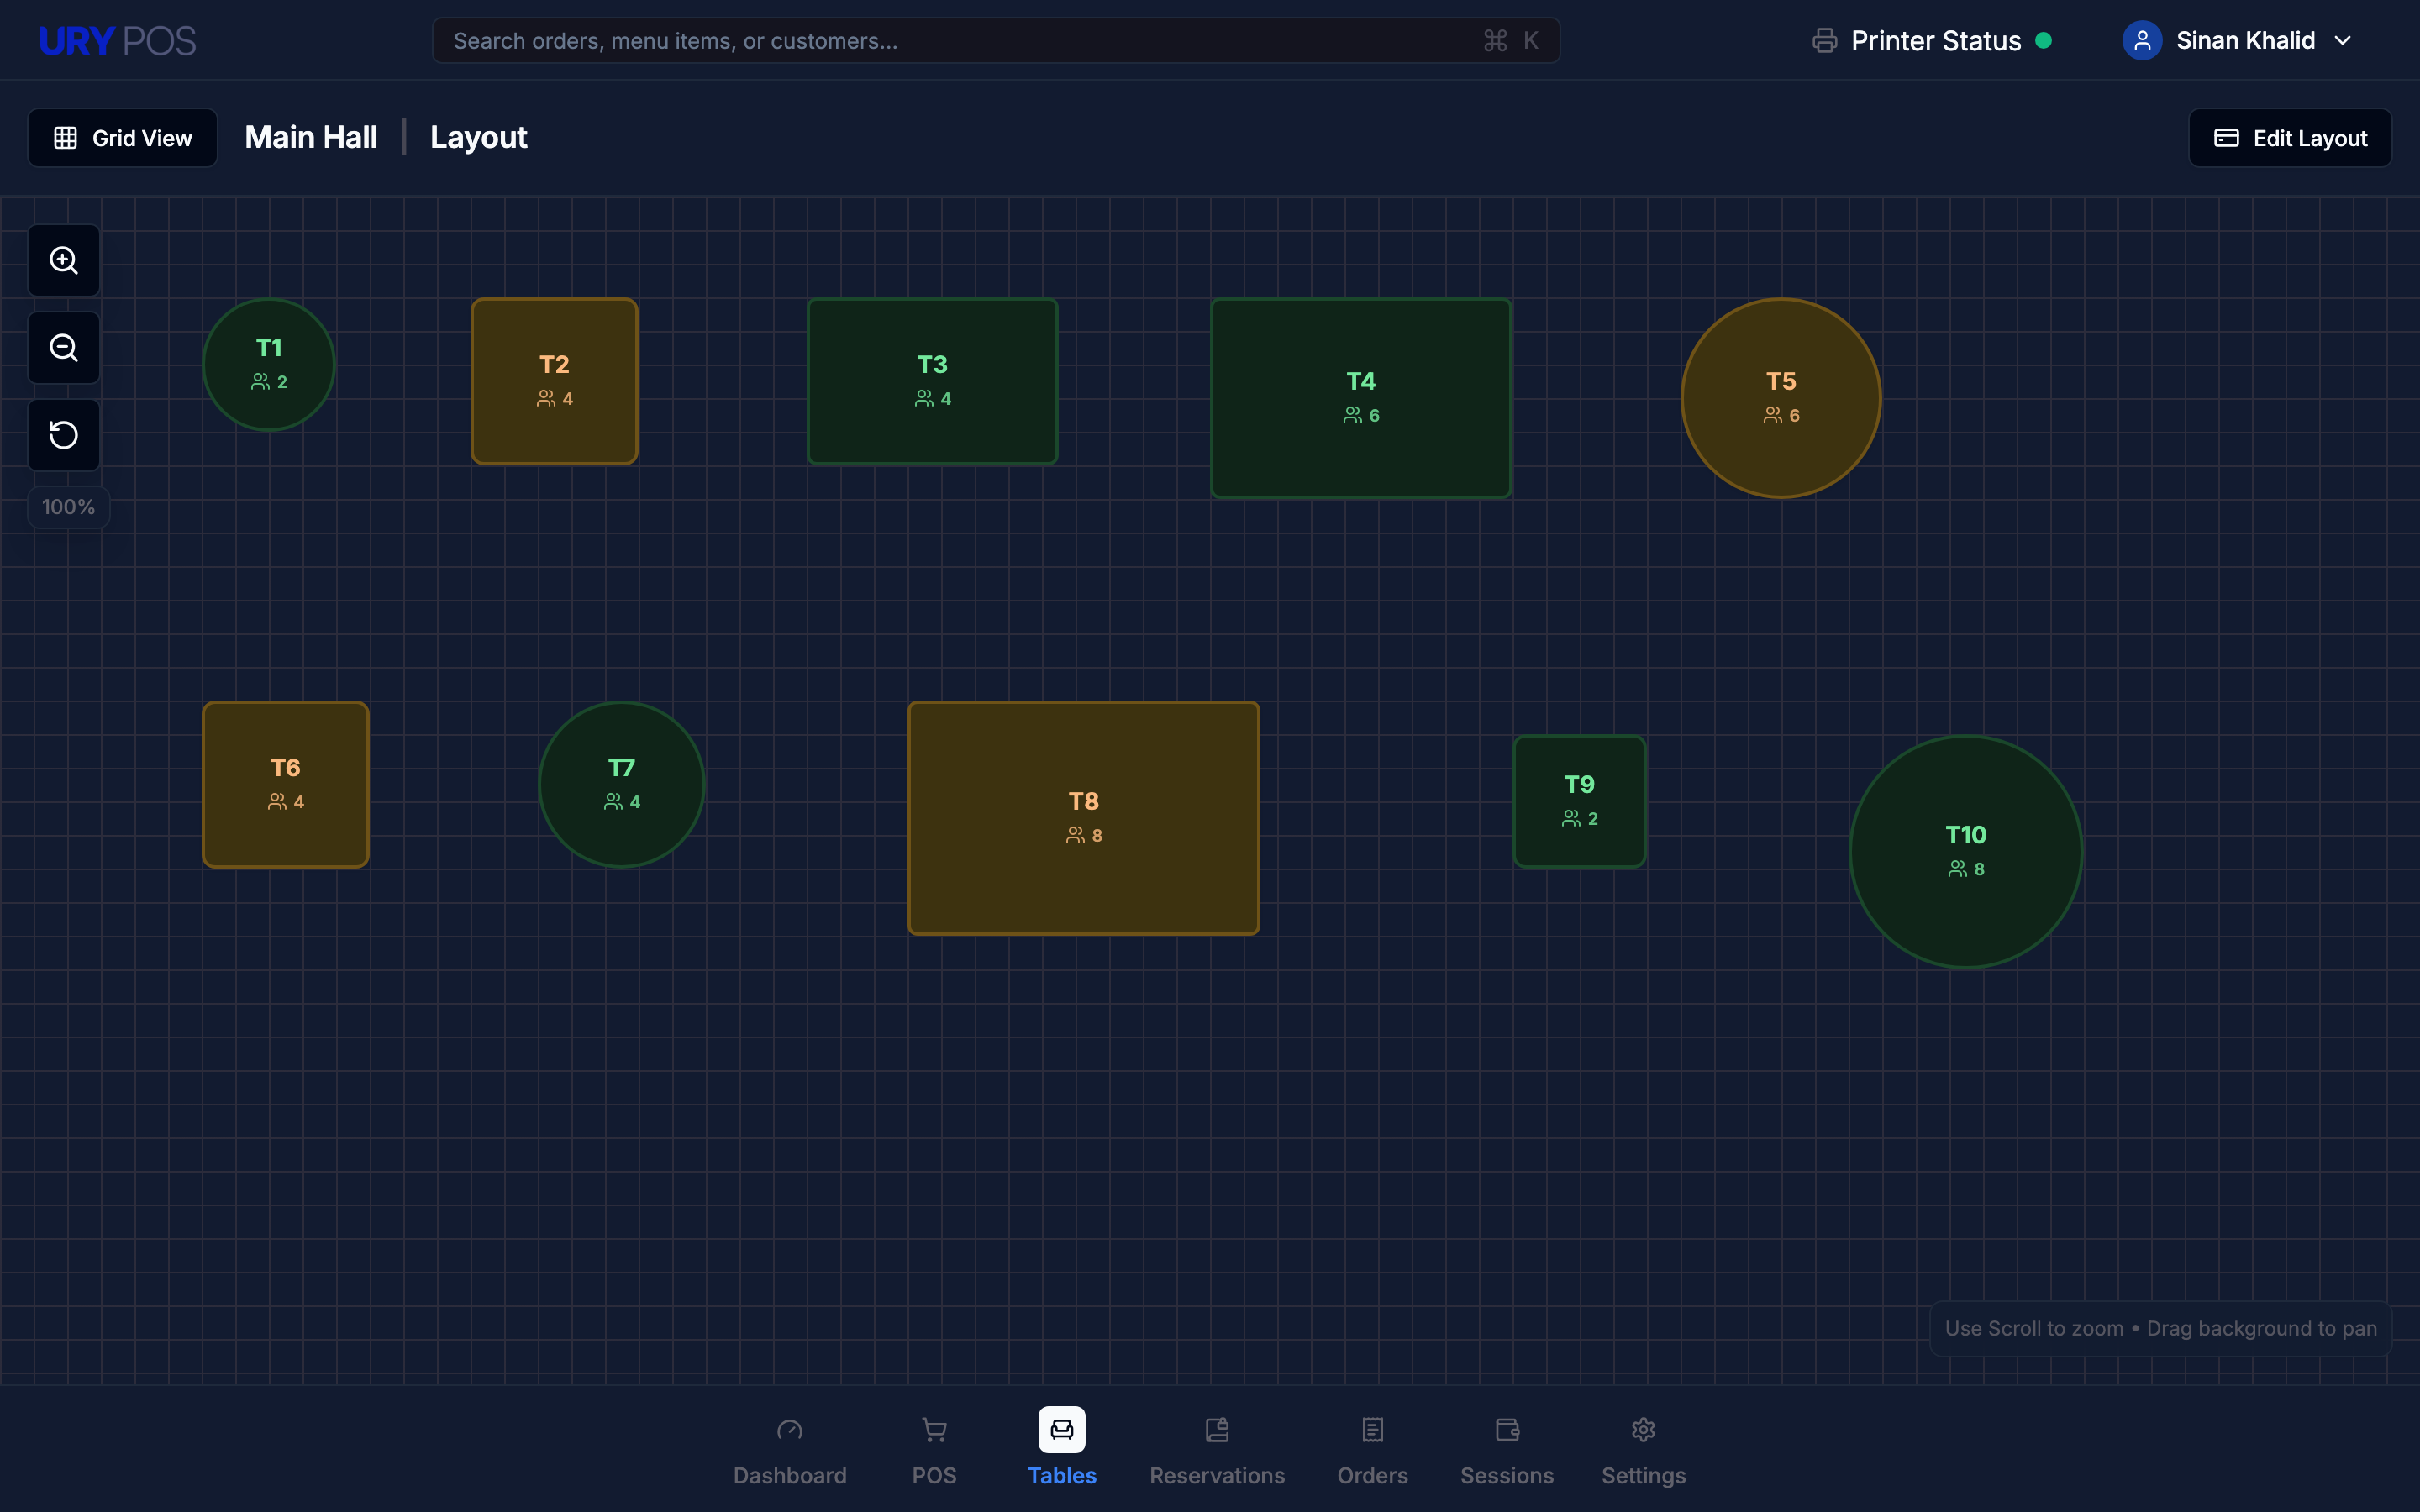 URY POS
Search orders, menu items, or customers...
⌘ K
Printer Status
Sinan Khalid
Grid View
Main Hall | Layout
Edit Layout
100%
T1
2
T2
4
T3
4
T4
6
T5
6
T6
4
T7
4
T8
8
T9
2
T10
8
Use Scroll to zoom • Drag background to pan
Dashboard
POS
Tables
Reservations
Orders
Sessions
Settings